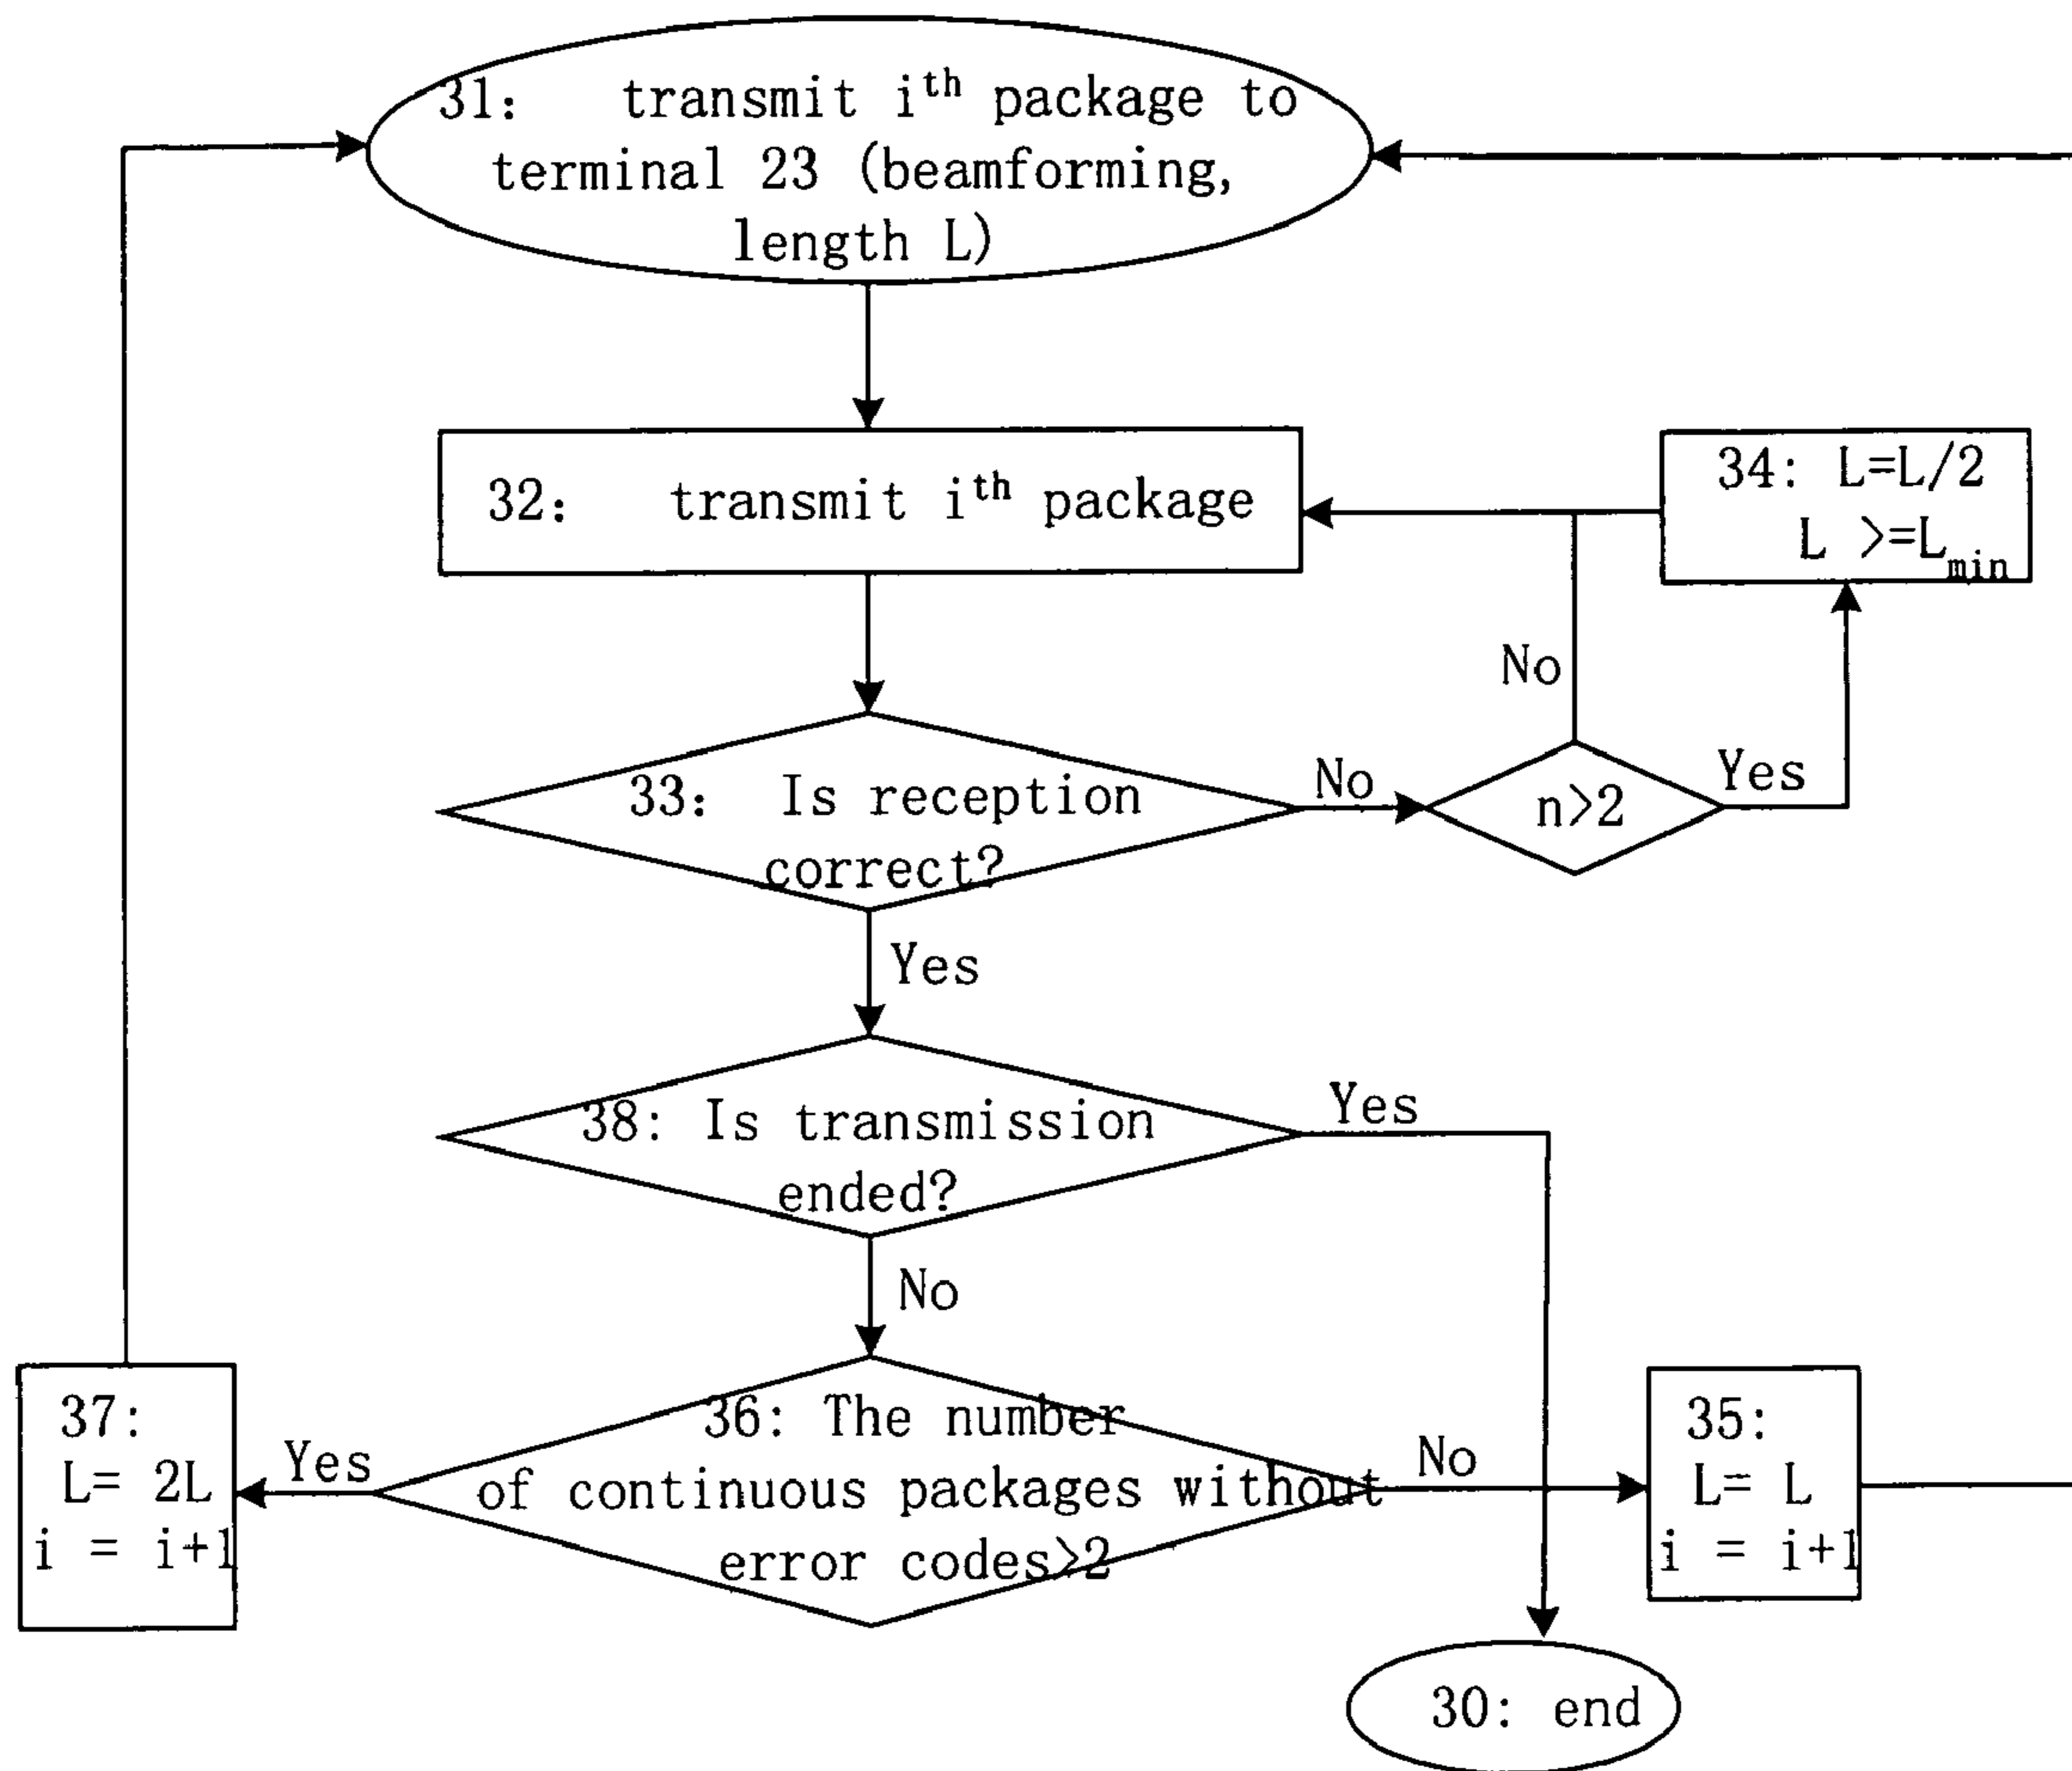 31: transmit iᵗʰ package to
terminal 23 (beamforming,
length L)
32: transmit iᵗʰ package
34: L=L/2
L >=Lmin
No
33: Is reception
correct?
No
n>2
Yes
Yes
38: Is transmission
ended?
Yes
No
37:
L= 2L
i = i+1
Yes
36: The number
of continuous packages without
error codes>2
No
35:
L= L
i = i+1
30: end